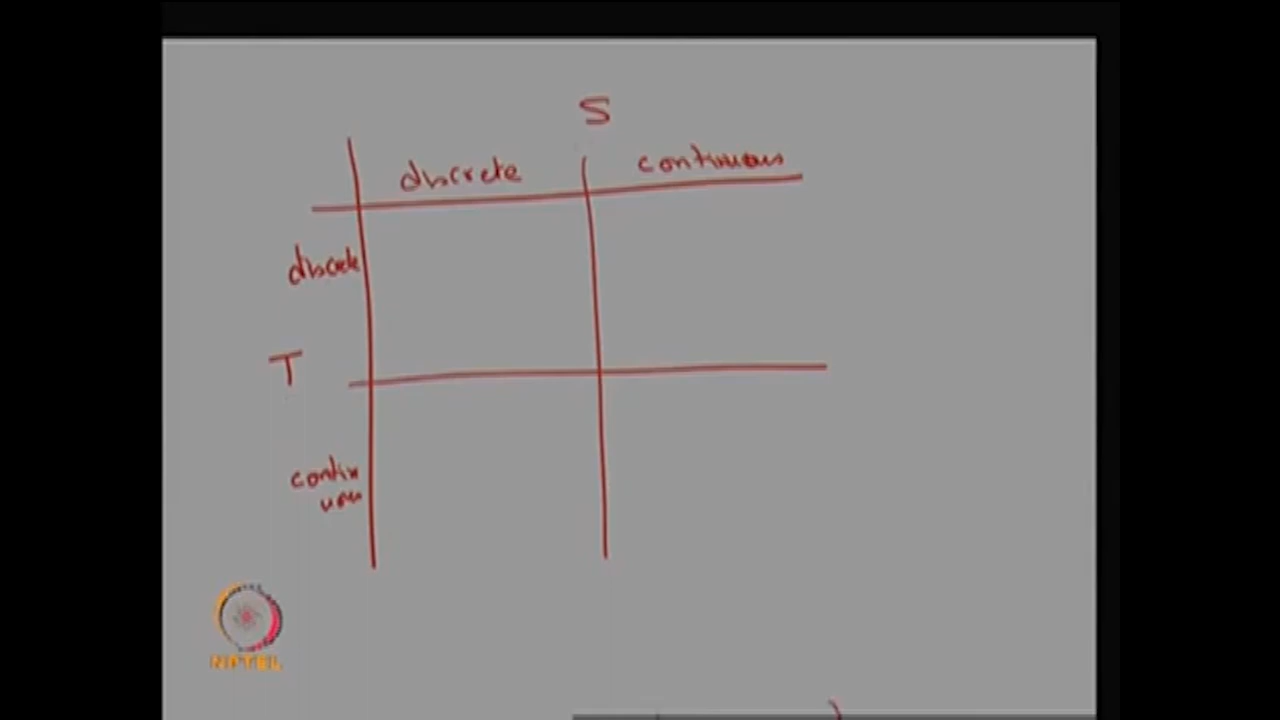 S
discrete continuous
discrete
T
contin
uous
NPTEL